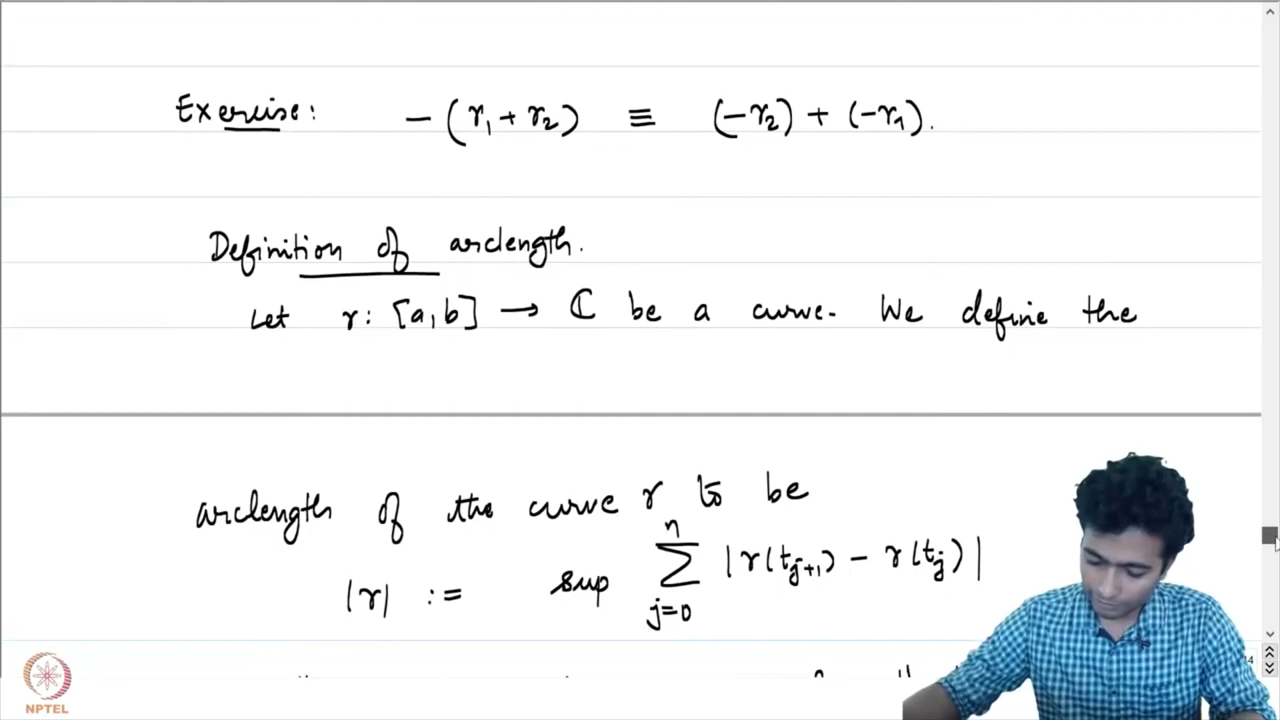 Exercise: − (γ₁ + γ₂) ≡ (−γ₂) + (−γ₁).
Definition of arclength.
Let γ: [a,b] → ℂ be a curve. We define the
arclength of the curve γ to be
|γ| := sup ∑_{j=0}^{n} |γ(t_{j+1}) − γ(t_j)|
NPTEL